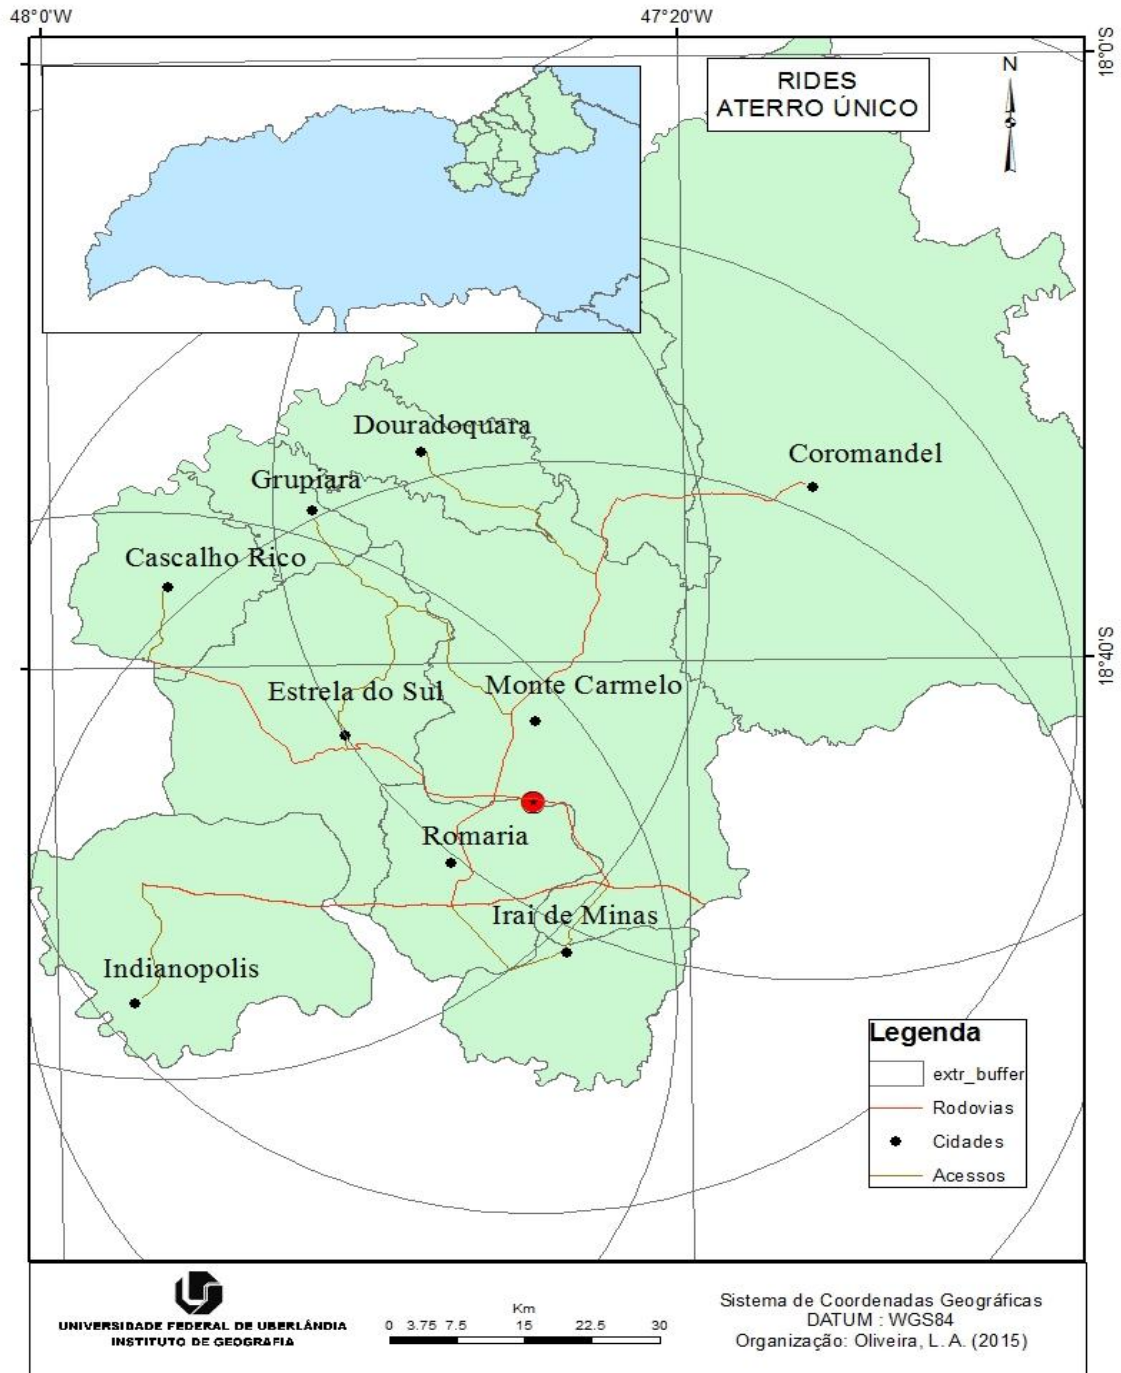 48°0'W
47°20'W
18°0'S
RIDES
ATERRO ÚNICO
N
Douradoquara
Coromandel
Grupiara
Cascalho Rico
18°40'S
Estrela do Sul
Monte Carmelo
Romaria
Irai de Minas
Indianopolis
Legenda
extr_buffer
Rodovias
Cidades
Acessos
UNIVERSIDADE FEDERAL DE UBERLÂNDIA
INSTITUTO DE GEOGRAFIA
Km
0 3.75 7.5 15 22.5 30
Sistema de Coordenadas Geográficas
DATUM : WGS84
Organização: Oliveira, L. A. (2015)